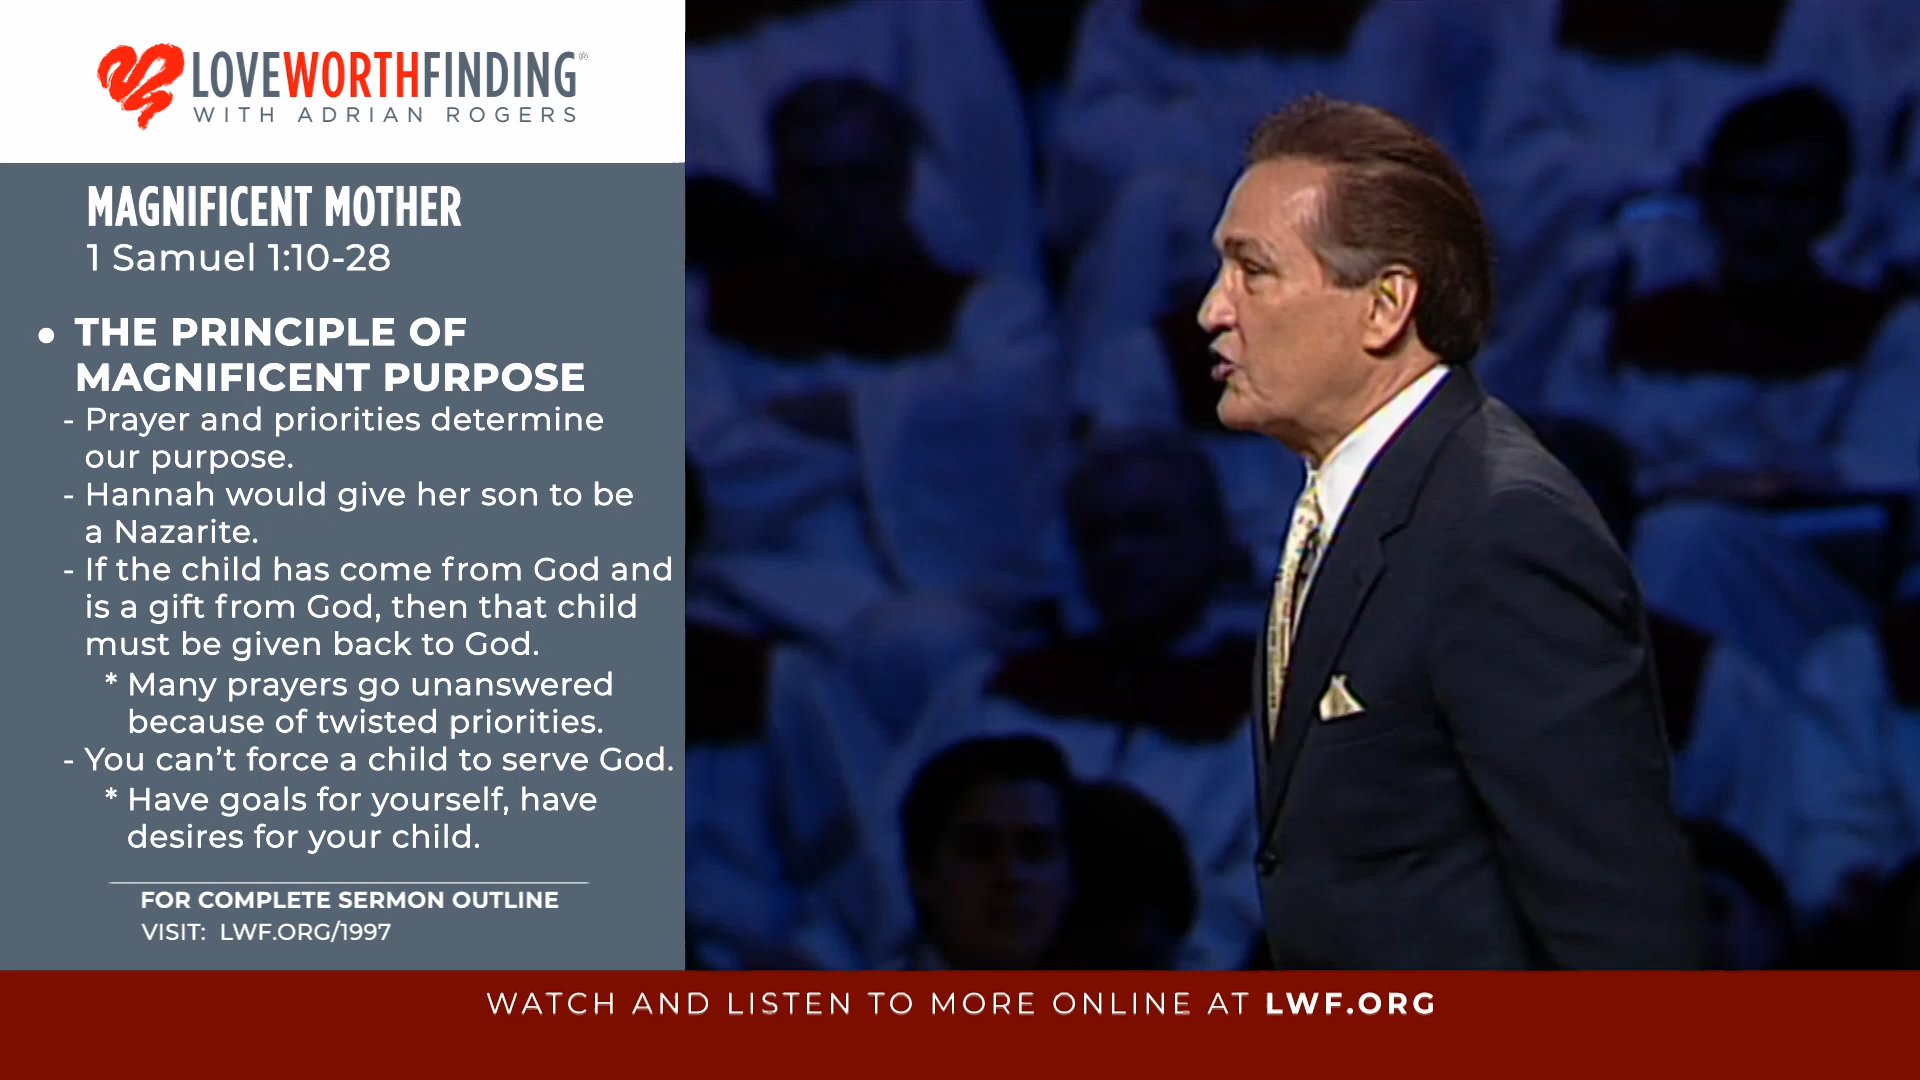 LOVEWORTHFINDING®
WITH ADRIAN ROGERS
MAGNIFICENT MOTHER
1 Samuel 1:10-28
• THE PRINCIPLE OF
MAGNIFICENT PURPOSE
- Prayer and priorities determine
our purpose.
- Hannah would give her son to be
a Nazarite.
- If the child has come from God and
is a gift from God, then that child
must be given back to God.
* Many prayers go unanswered
because of twisted priorities.
- You can't force a child to serve God.
* Have goals for yourself, have
desires for your child.
FOR COMPLETE SERMON OUTLINE
VISIT: LWF.ORG/1997
WATCH AND LISTEN TO MORE ONLINE AT LWF.ORG